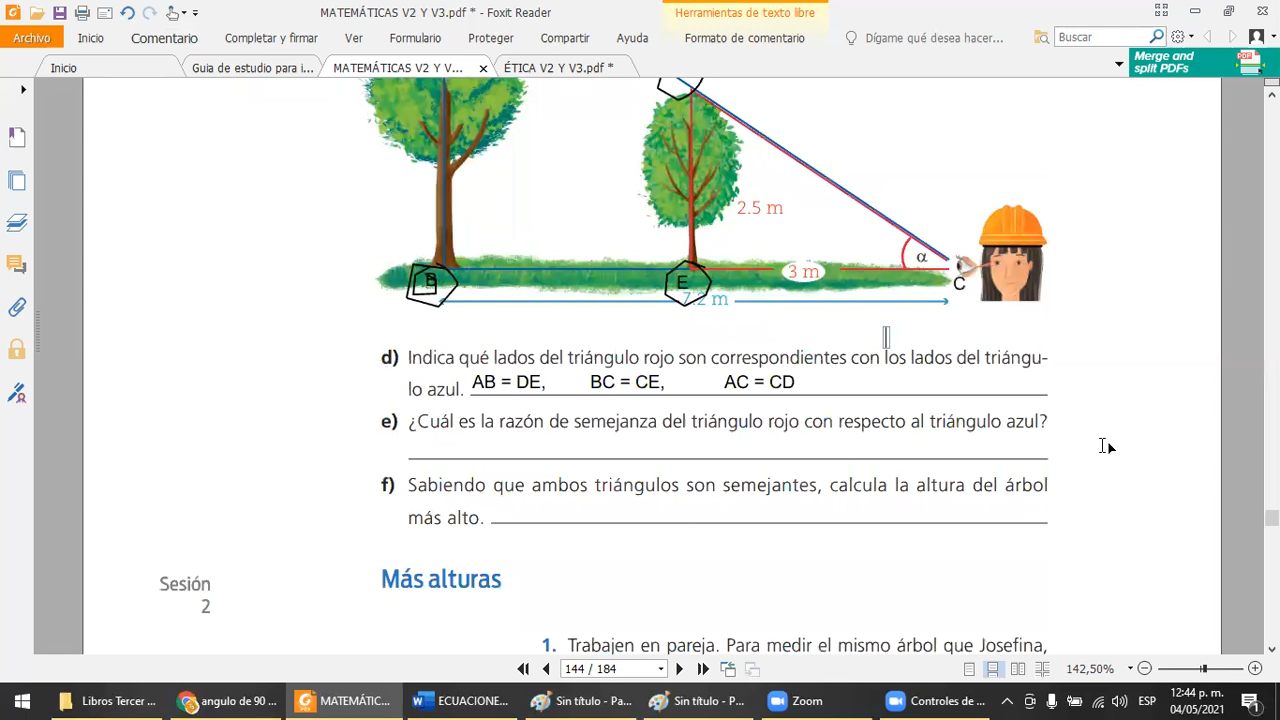 MATEMÁTICAS V2 Y V3.pdf * - Foxit Reader
Herramientas de texto libre
Archivo Inicio Comentario Completar y firmar Ver Formulario Proteger Compartir Ayuda Formato de comentario Dígame qué desea hacer... Buscar
Inicio Guia de estudio para i... MATEMÁTICAS V2 Y V... ÉTICA V2 Y V3.pdf *
Merge and
split PDFs
2.5 m
α
3 m
E
C
7.2 m
d) Indica qué lados del triángulo rojo son correspondientes con los lados del triángu-
lo azul. AB = DE, BC = CE, AC = CD
e) ¿Cuál es la razón de semejanza del triángulo rojo con respecto al triángulo azul?
f) Sabiendo que ambos triángulos son semejantes, calcula la altura del árbol
más alto.
Más alturas
Sesión
2
1. Trabajen en pareja. Para medir el mismo árbol que Josefina,
144 / 184
142,50%
Libros Tercer ... angulo de 90 ... MATEMÁTIC... ECUACIONE... Sin título - Pa... Sin título - P... Zoom Controles de ... ESP
12:44 p. m.
04/05/2021